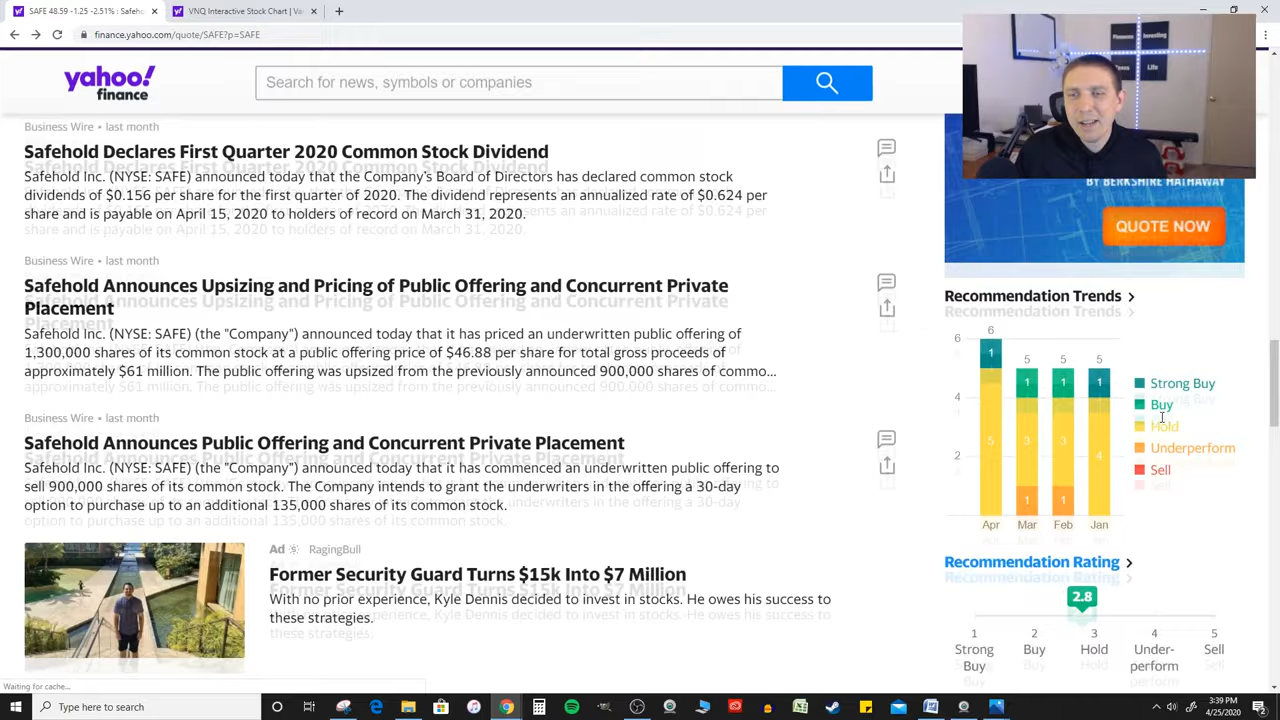 SAFE 48.59 -1.25 -2.51% : Safeho
VNQ Interactive Stock Chart | Va
finance.yahoo.com/quote/SAFE?p=SAFE
yahoo!
finance
Search for news, symbols or companies
Finances
Investing
Life
Business Wire • last month
Safehold Declares First Quarter 2020 Common Stock Dividend
Safehold Inc. (NYSE: SAFE) announced today that the Company's Board of Directors has declared common stock
dividends of $0.156 per share for the first quarter of 2020. The dividend represents an annualized rate of $0.624 per
share and is payable on April 15, 2020 to holders of record on March 31, 2020.
Business Wire • last month
Safehold Announces Upsizing and Pricing of Public Offering and Concurrent Private
Placement
Safehold Inc. (NYSE: SAFE) (the "Company") announced today that it has priced an underwritten public offering of
1,300,000 shares of its common stock at a public offering price of $46.88 per share for total gross proceeds of
approximately $61 million. The public offering was upsized from the previously announced 900,000 shares of commo...
Business Wire • last month
Safehold Announces Public Offering and Concurrent Private Placement
Safehold Inc. (NYSE: SAFE) (the "Company") announced today that it has commenced an underwritten public offering to
sell 900,000 shares of its common stock. The Company intends to grant the underwriters in the offering a 30-day
option to purchase up to an additional 135,000 shares of its common stock.
Ad RagingBull
Former Security Guard Turns $15k Into $7 Million
With no prior experience, Kyle Dennis decided to invest in stocks. He owes his success to
these strategies.
BY BERKSHIRE HATHAWAY
QUOTE NOW
Recommendation Trends
6
6 5 5 5
1 1 1 1
4
5 3 3 4
2
1 1
Apr Mar Feb Jan
Strong Buy
Buy
Hold
Underperform
Sell
Recommendation Rating
2.8
1 2 3 4 5
Strong Buy Hold Under- Sell
Buy perform
Waiting for cache...
Type here to search
3:39 PM
4/25/2020